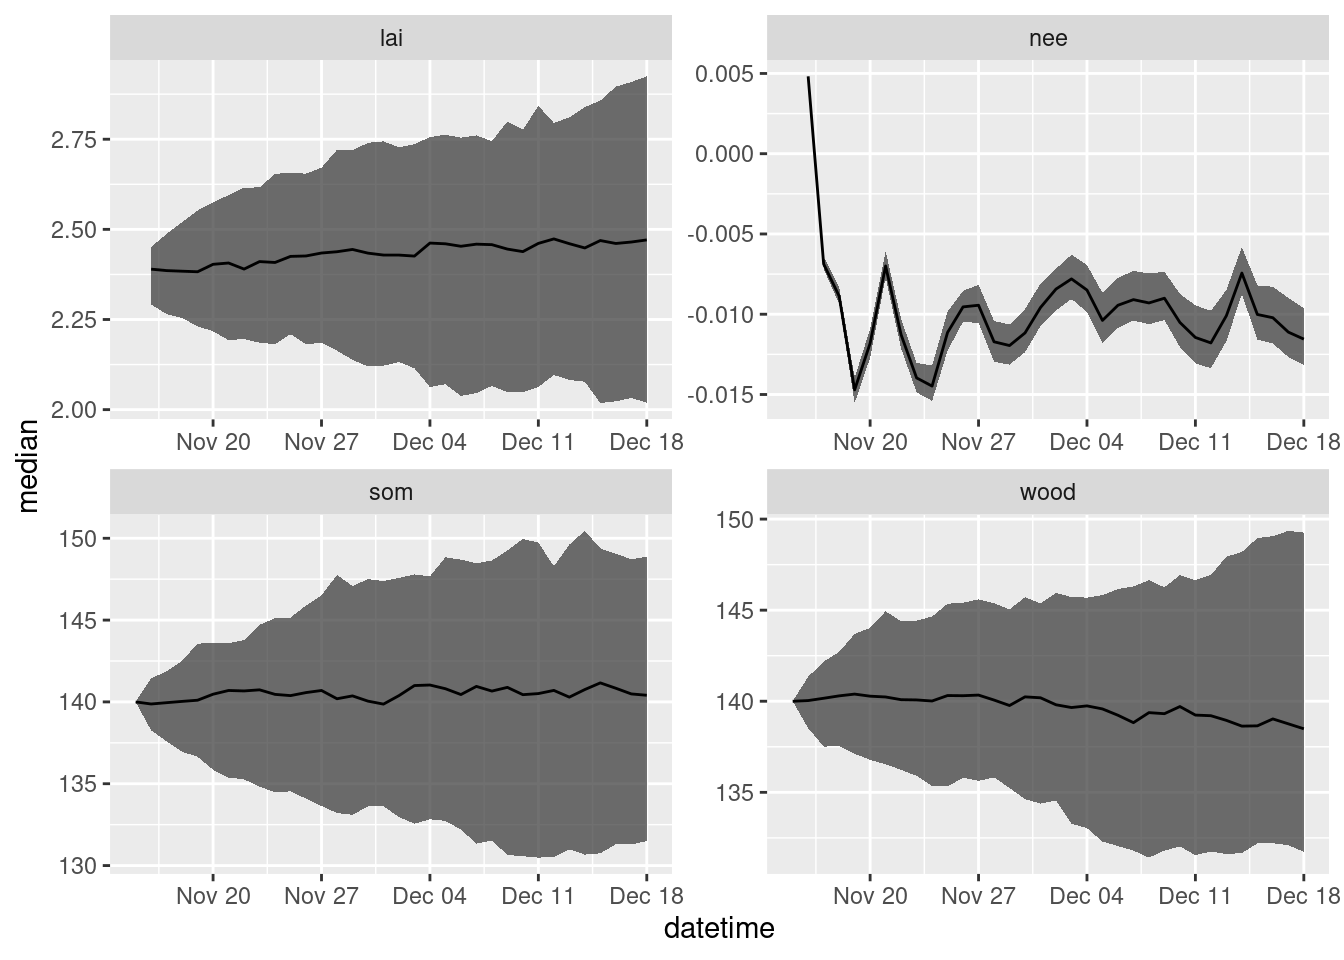 lai
nee
2.75
2.50
2.25
2.00
0.005
0.000
-0.005
-0.010
-0.015
Nov 20 Nov 27 Dec 04 Dec 11 Dec 18
Nov 20 Nov 27 Dec 04 Dec 11 Dec 18
median
som
wood
150
145
140
135
130
150
145
140
135
Nov 20 Nov 27 Dec 04 Dec 11 Dec 18
Nov 20 Nov 27 Dec 04 Dec 11 Dec 18
datetime